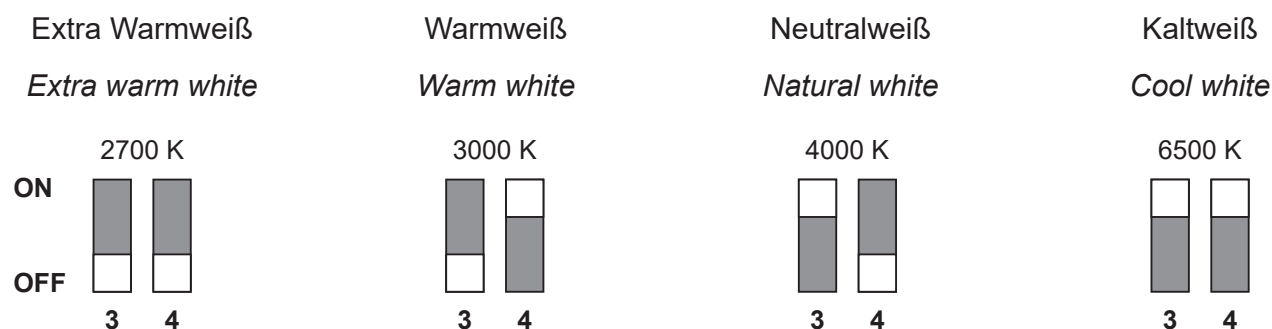 Extra Warmweiß
Extra warm white
2700 K
ON
OFF
3 4
Warmweiß
Warm white
3000 K
3 4
Neutralweiß
Natural white
4000 K
3 4
Kaltweiß
Cool white
6500 K
3 4